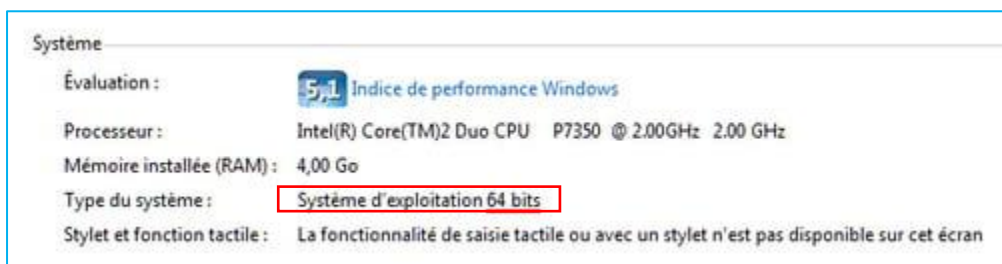 Système
Évaluation : 5,1 Indice de performance Windows
Processeur : Intel(R) Core(TM)2 Duo CPU P7350 @ 2.00GHz 2.00 GHz
Mémoire installée (RAM) : 4,00 Go
Type du système : Système d'exploitation 64 bits
Stylet et fonction tactile : La fonctionnalité de saisie tactile ou avec un stylet n'est pas disponible sur cet écran